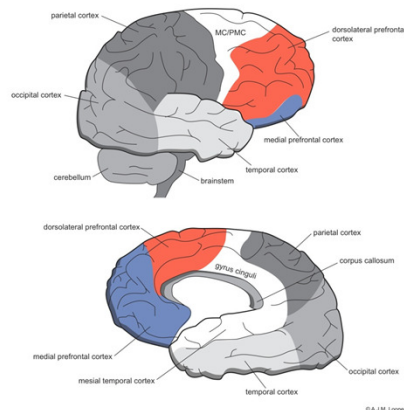 parietal cortex
MC/PMC
dorsolateral prefronta
cortex
occipital cortex
medial prefrontal cortex
temporal cortex
cerebellum
brainstem
dorsolateral prefrontal cortex
parietal cortex
gyrus cinguli
corpus callosum
medial prefrontal cortex
mesial temporal cortex
occipital cortex
temporal cortex